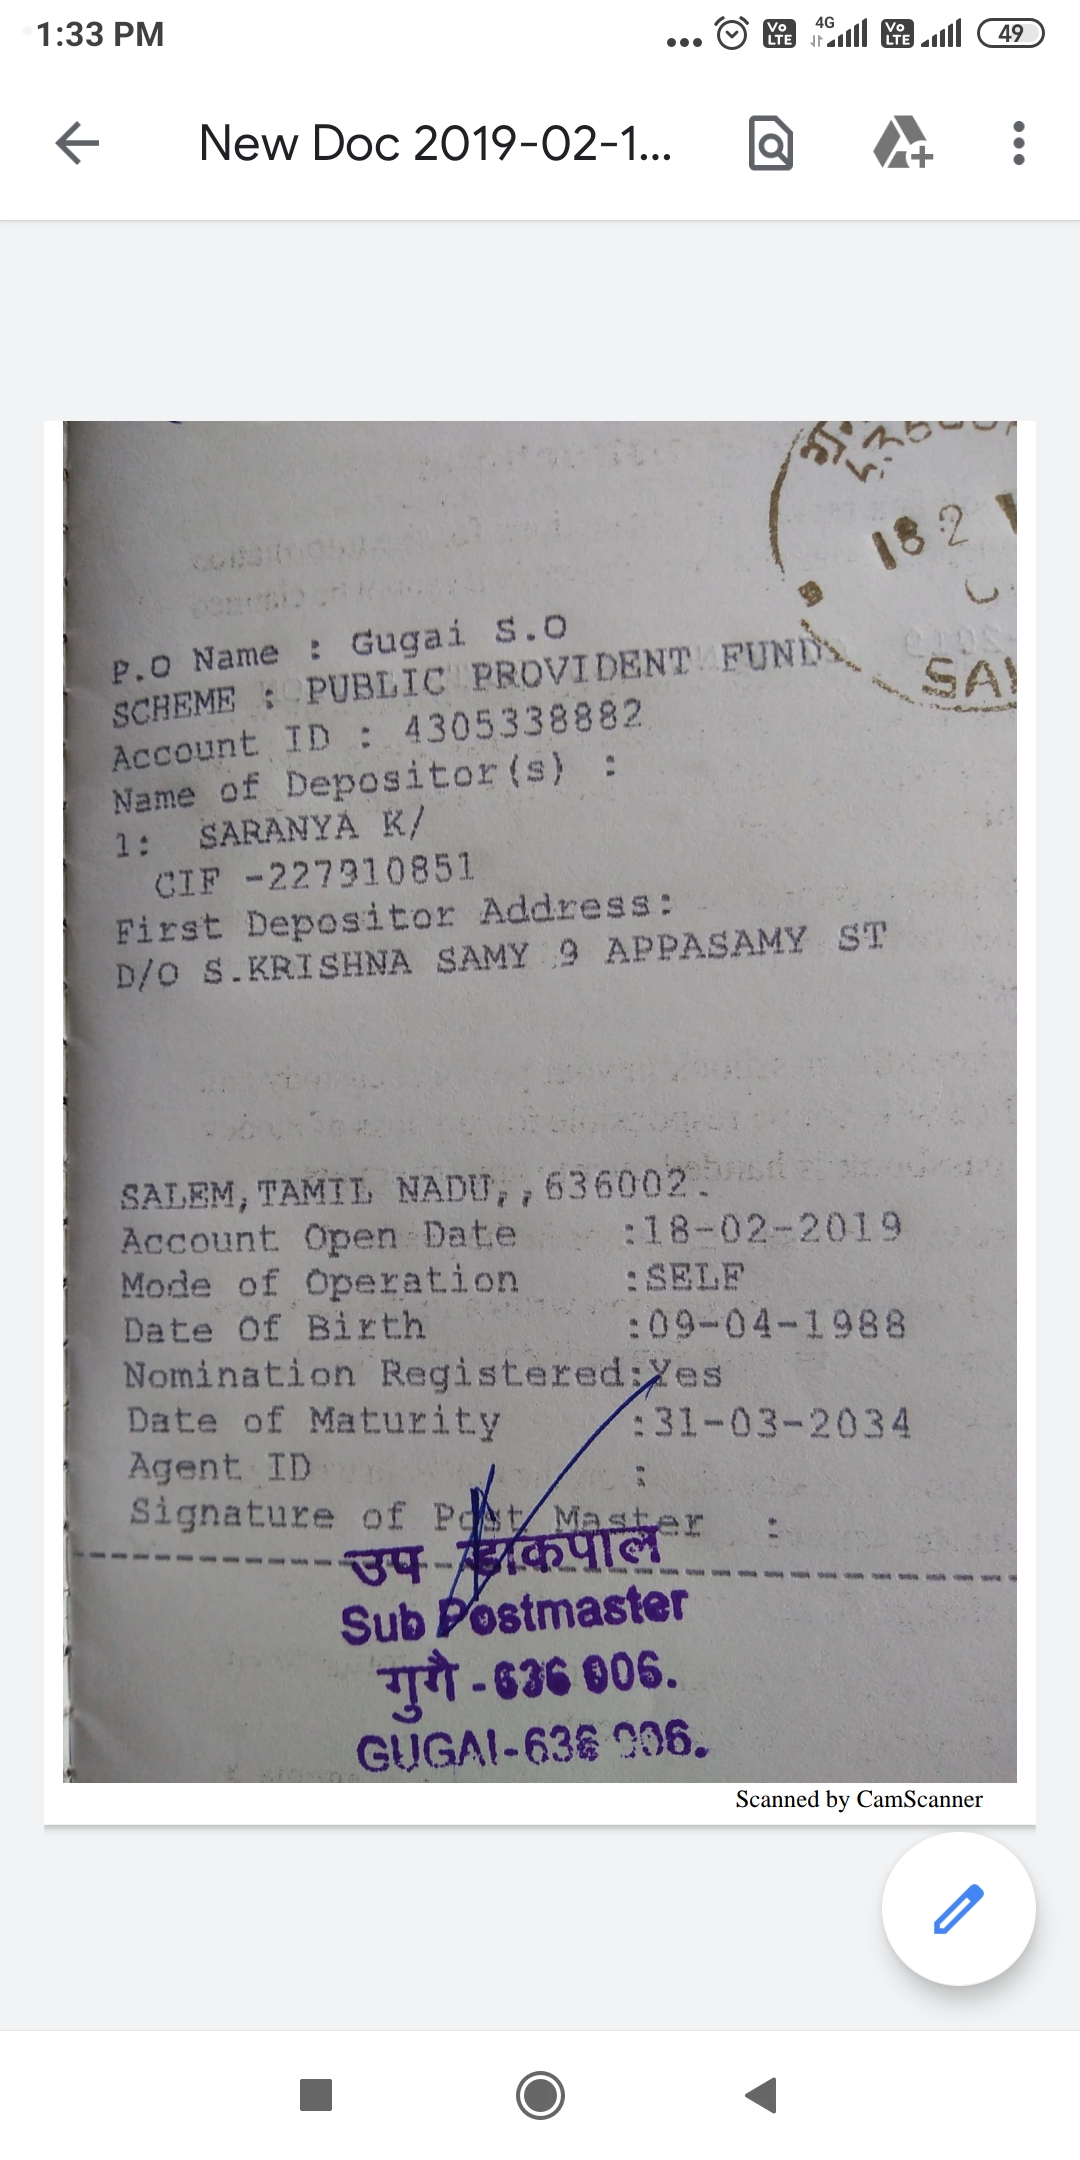 1:33 PM
4G
Vo LTE
Vo LTE
49
New Doc 2019-02-1...
182
SA
P.O Name : Gugai S.O
SCHEME : PUBLIC PROVIDENT FUND
Account ID : 4305338882
Name of Depositor(s) :
1: SARANYA K/
CIF -227910851
First Depositor Address:
D/O S.KRISHNA SAMY 9 APPASAMY ST
SALEM,TAMIL NADU,,636002.
Account Open Date :18-02-2019
Mode of Operation :SELF
Date Of Birth :09-04-1988
Nomination Registered:Yes
Date of Maturity :31-03-2034
Agent ID :
Signature of Post Master :
उप डाकपाल
Sub Postmaster
गुगै-636 006.
GUGAI-636 006.
Scanned by CamScanner